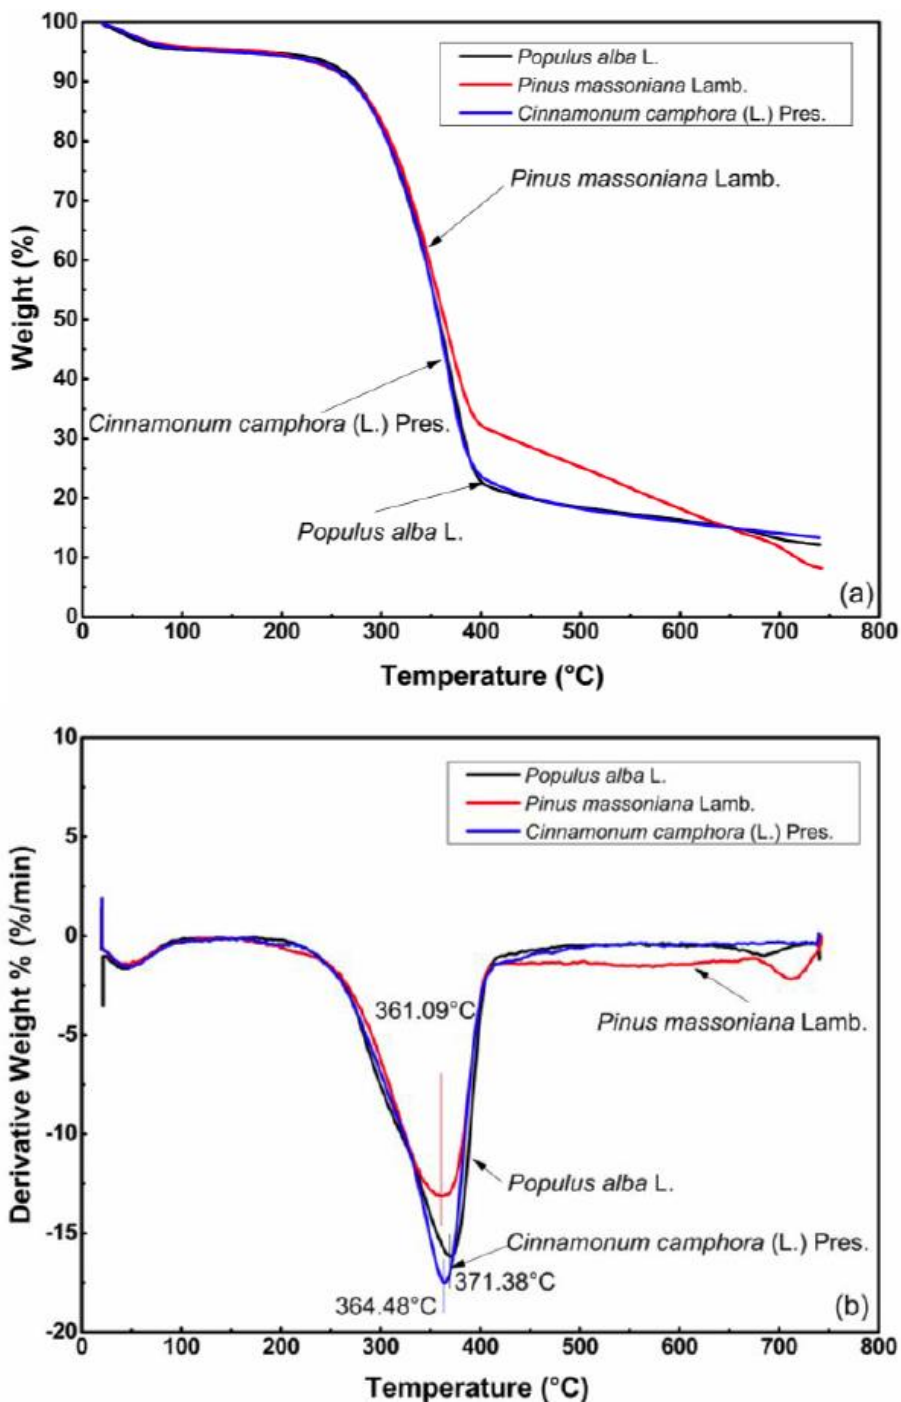 100
90
80
70
60
50
40
30
20
10
0
Weight (%)
Populus alba L.
Pinus massoniana Lamb.
Cinnamonum camphora (L.) Pres.
Pinus massoniana Lamb.
Cinnamonum camphora (L.) Pres.
Populus alba L.
(a)
0 100 200 300 400 500 600 700 800
Temperature (°C)
10
5
0
-5
-10
-15
-20
Derivative Weight % (%/min)
Populus alba L.
Pinus massoniana Lamb.
Cinnamonum camphora (L.) Pres.
361.09°C
Pinus massoniana Lamb.
Populus alba L.
Cinnamonum camphora (L.) Pres.
371.38°C
364.48°C
(b)
0 100 200 300 400 500 600 700 800
Temperature (°C)